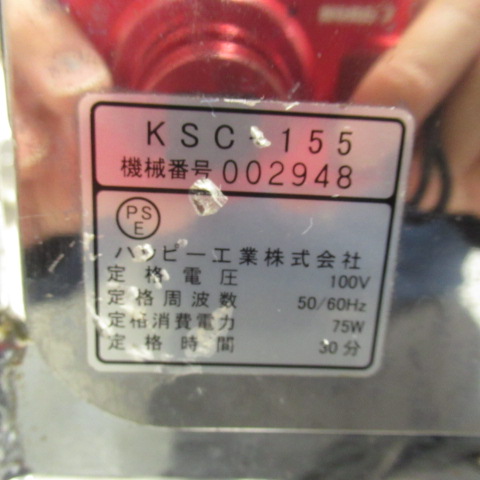 KSC-155
機械番号 002948
PS
E
ハッピー工業株式会社
定格電圧 100V
定格周波数 50/60Hz
定格消費電力 75W
定格時間 30分